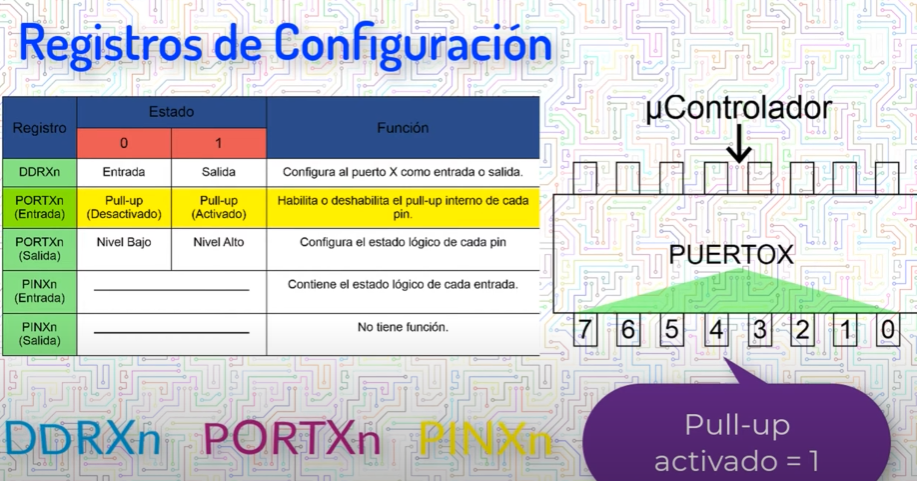 Registros de Configuración
Registro
Estado
Función
0
1
DDRXn
Entrada
Salida
Configura al puerto X como entrada o salida.
PORTXn
(Entrada)
Pull-up
(Desactivado)
Pull-up
(Activado)
Habilita o deshabilita el pull-up interno de cada
pin.
PORTXn
(Salida)
Nivel Bajo
Nivel Alto
Configura el estado lógico de cada pin
PINXn
(Entrada)
Contiene el estado lógico de cada entrada.
PINXn
(Salida)
No tiene función.
µControlador
PUERTOX
7 6 5 4 3 2 1 0
DDRXn PORTXn PINXn
Pull-up
activado = 1